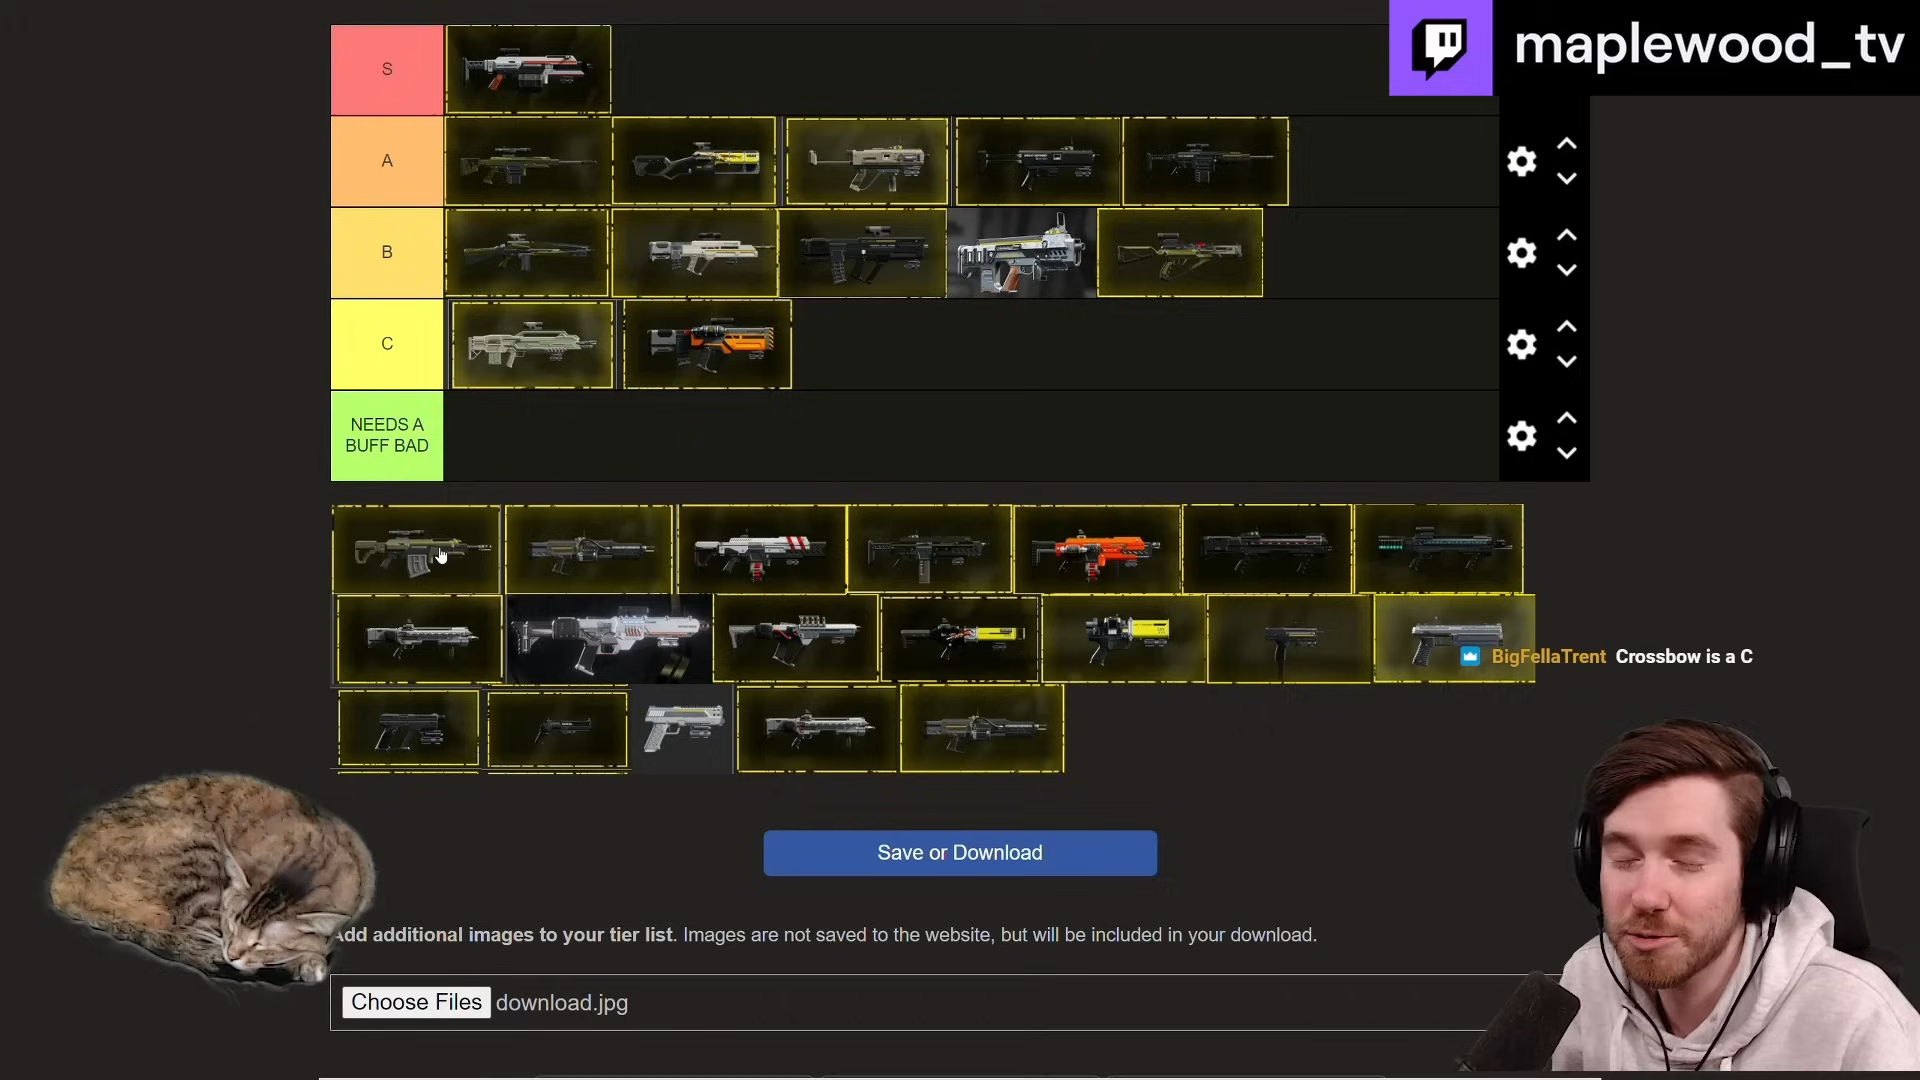 maplewood_tv
S
A
B
C
NEEDS A
BUFF BAD
BigFellaTrent Crossbow is a C
Save or Download
Add additional images to your tier list. Images are not saved to the website, but will be included in your download.
Choose Files download.jpg